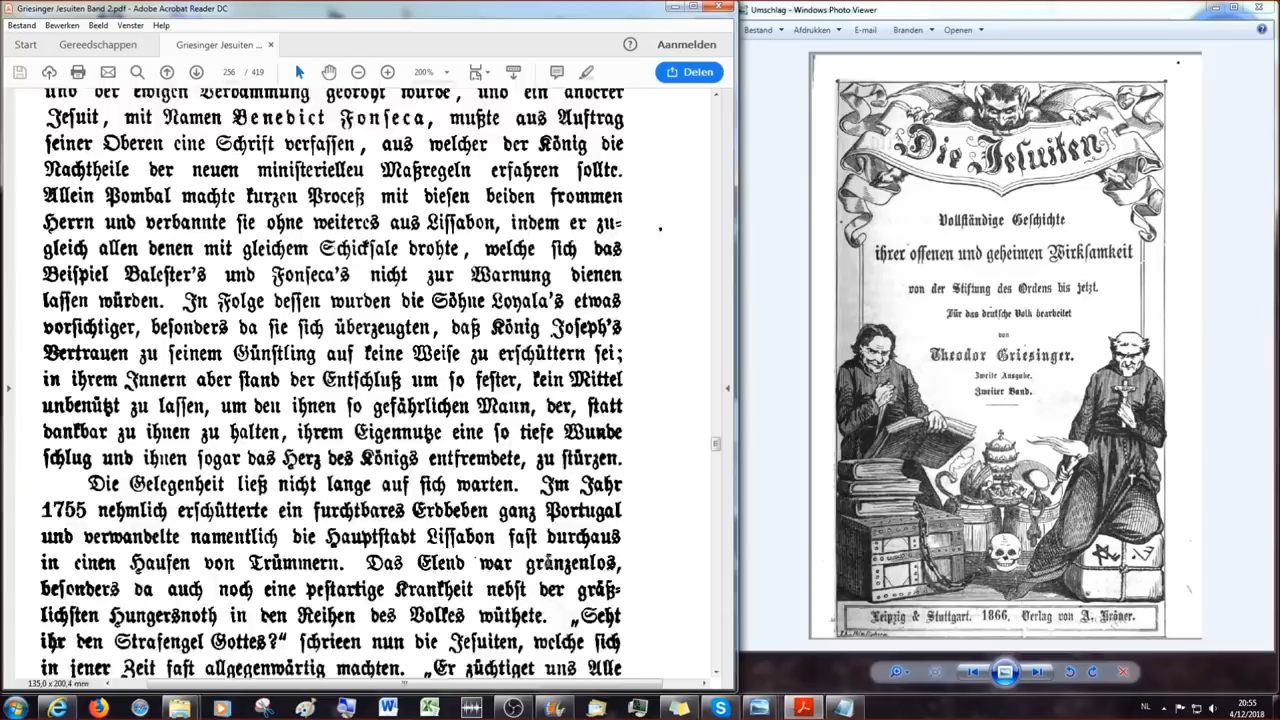 Griesinger Jesuiten Band 2.pdf - Adobe Acrobat Reader DC
Bestand Bewerken Beeld Venster Help
Start Gereedschappen Griesinger Jesuiten ... × Aanmelden
256 / 419 200% Delen
und der ewigen Verdammung gedroht wurde, und ein anderer
Jesuit, mit Namen Benedict Fonseca, mußte aus Auftrag
seiner Oberen eine Schrift verfassen, aus welcher der König die
Nachtheile der neuen ministeriellen Maßregeln erfahren sollte.
Allein Pombal machte kurzen Proceß mit diesen beiden frommen
Herrn und verbannte sie ohne weiteres aus Lissabon, indem er zu-
gleich allen denen mit gleichem Schicksale drohte, welche sich das
Beispiel Balester's und Fonseca's nicht zur Warnung dienen
lassen würden. In Folge dessen wurden die Söhne Loyala's etwas
vorsichtiger, besonders da sie sich überzeugten, daß König Joseph's
Vertrauen zu seinem Günstling auf keine Weise zu erschüttern sei;
in ihrem Innern aber stand der Entschluß um so fester, kein Mittel
unbenützt zu lassen, um den ihnen so gefährlichen Mann, der, statt
dankbar zu ihnen zu halten, ihrem Eigennutze eine so tiefe Wunde
schlug und ihnen sogar das Herz des Königs entfremdete, zu stürzen.
Die Gelegenheit ließ nicht lange auf sich warten. Im Jahr
1755 nehmlich erschütterte ein furchtbares Erdbeben ganz Portugal
und verwandelte namentlich die Hauptstadt Lissabon fast durchaus
in einen Haufen von Trümmern. Das Elend war gränzenlos,
besonders da auch noch eine pestartige Krankheit nebst der gräß-
lichsten Hungersnoth in den Reihen des Volkes wüthete. „Seht
ihr den Strafengel Gottes?“ schrieen nun die Jesuiten, welche sich
in jener Zeit fast allgegenwärtig machten. „Er züchtiget uns Alle
135,0 x 200,4 mm
Umschlag - Windows Photo Viewer
Bestand Afdrukken E-mail Branden Openen
Die Jesuiten
Vollständige Geschichte
ihrer offenen und geheimen Wirksamkeit
von der Stiftung des Ordens bis jetzt.
Für das deutsche Volk bearbeitet
von
Theodor Griesinger.
Zweite Ausgabe.
Zweiter Band.
Leipzig & Stuttgart. 1866. Verlag von A. Kröner.
NL
20:55
4/12/2018